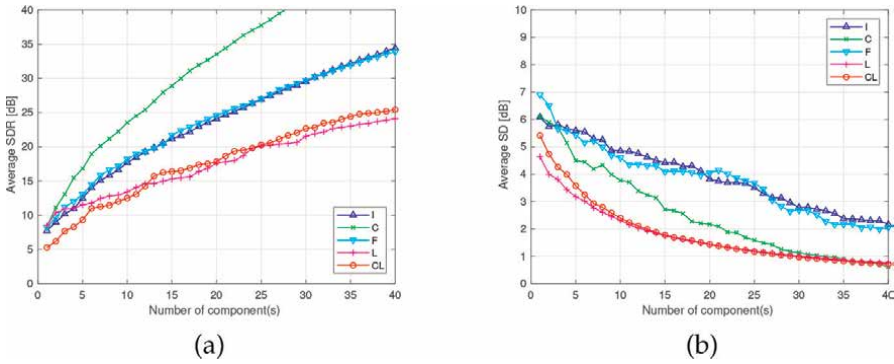 40
35
30
25
20
15
10
5
0
0 5 10 15 20 25 30 35 40
Average SDR [dB]
Number of component(s)
I
C
F
L
CL
(a)
10
9
8
7
6
5
4
3
2
1
0
0 5 10 15 20 25 30 35 40
Average SD [dB]
Number of component(s)
I
C
F
L
CL
(b)